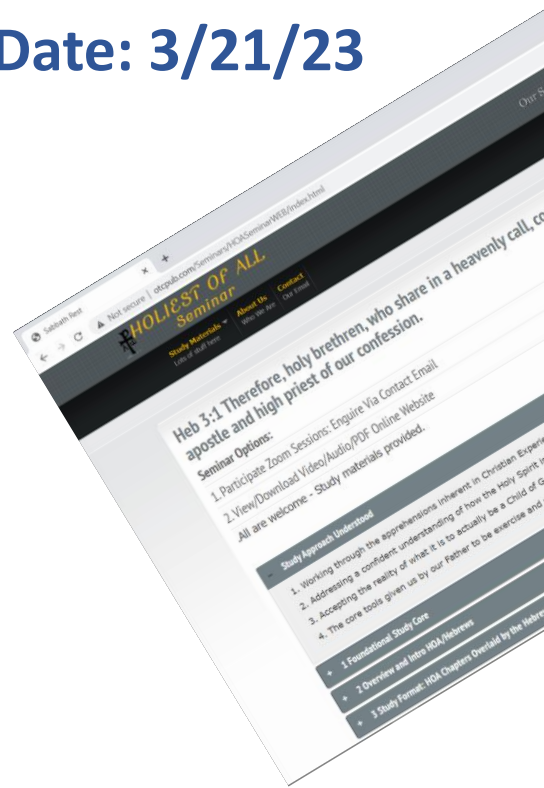 Date: 3/21/23
Our S
Sabbath Rest
Not secure | otcpub.com/Seminars/HOASeminarWEB/index.html
HOLIEST OF ALL
Seminar
Study Materials
Lots of stuff here
About Us
Who We Are
Contact
Our Email
Heb 3:1 Therefore, holy brethren, who share in a heavenly call, co
apostle and high priest of our confession.
Seminar Options:
1. Participate Zoom Sessions: Enquire Via Contact Email
2. View/Download Video/Audio/PDF Online Website
All are welcome - Study materials provided.
- Study Approach Understood
1. Working through the apprehensions inherent in Christian Experie
2. Addressing a confident understanding of how the Holy Spirit i
3. Accepting the reality of what it is to actually be a Child of G
4. The core tools given us by our Father to be exercise and
+ 1 Foundational Study Core
+ 2 Overview and Intro HOA/Hebrews
+ 3 Study Format: HOA Chapters Overlaid by the Hebre